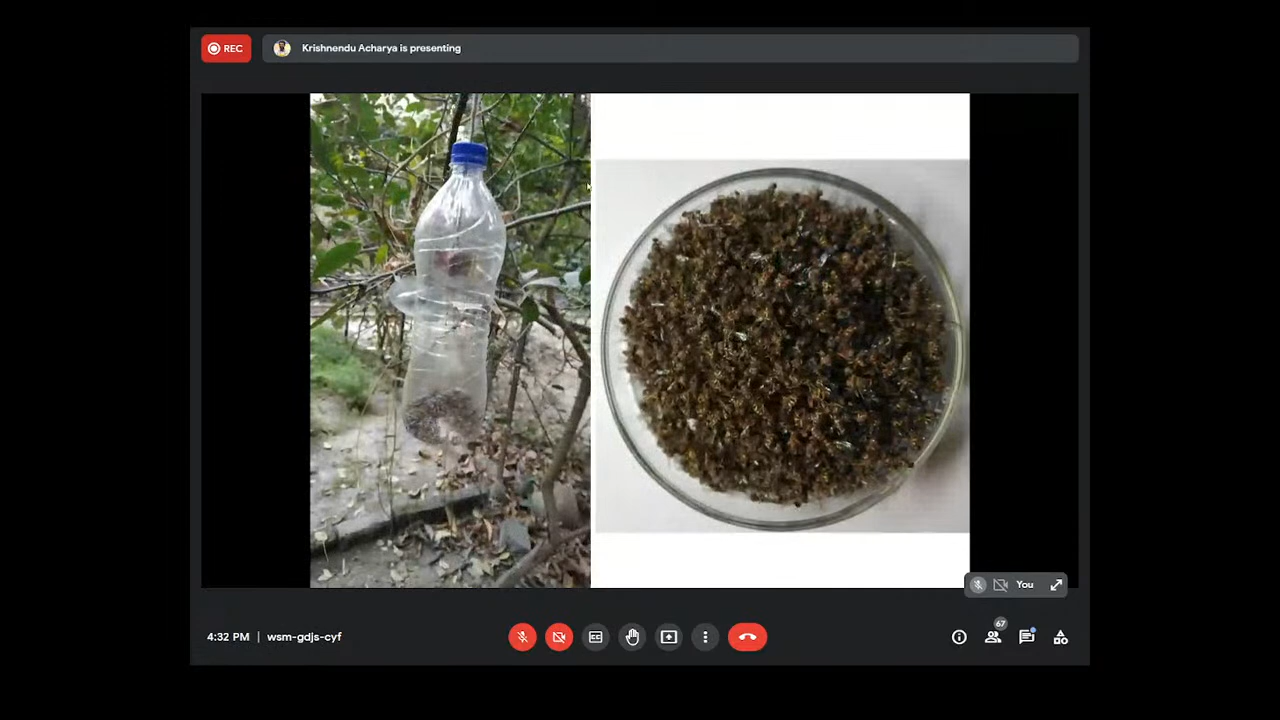 REC
Krishnendu Acharya is presenting
You
4:32 PM | wsm-gdjs-cyf
67